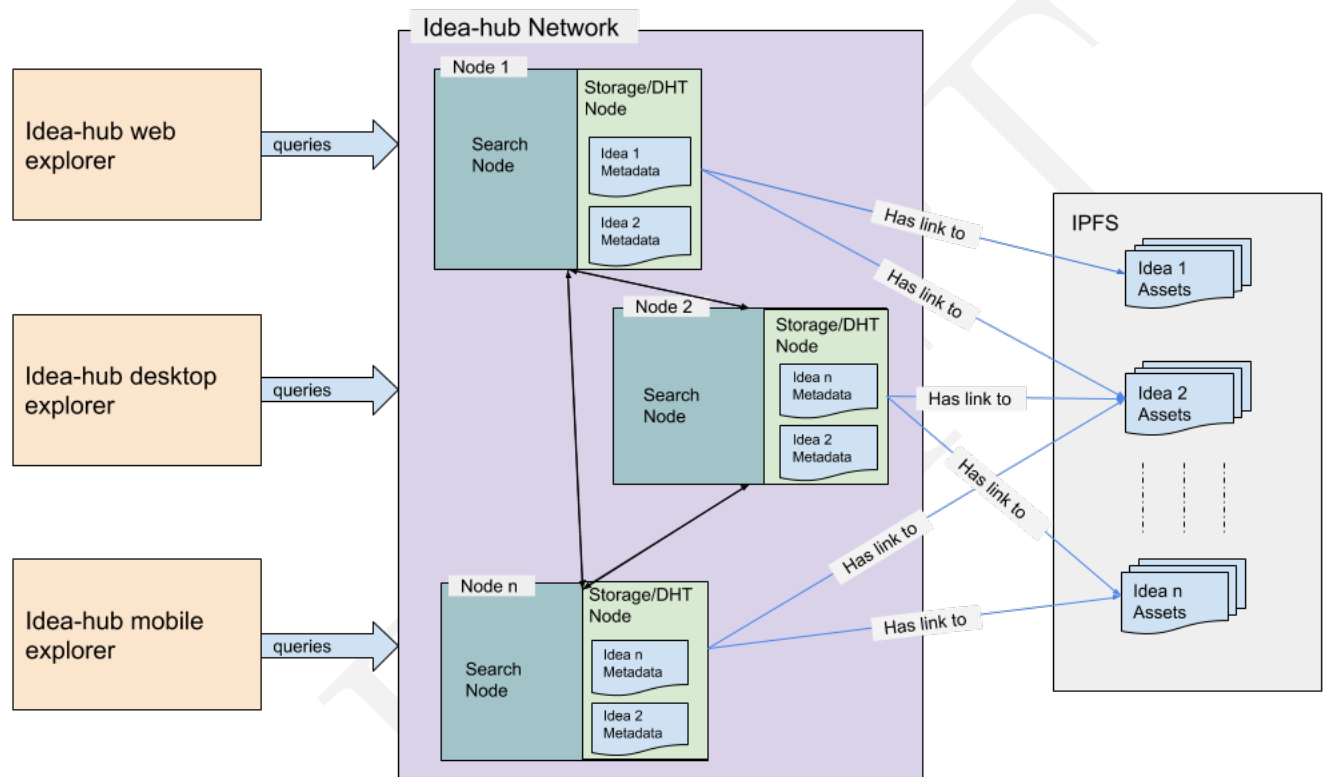 Idea-hub Network
Idea-hub web
explorer
queries
Node 1
Search
Node
Storage/DHT
Node
Idea 1
Metadata
Idea 2
Metadata
Has link to
Has link to
IPFS
Idea 1
Assets
Idea-hub desktop
explorer
queries
Node 2
Search
Node
Storage/DHT
Node
Idea n
Metadata
Idea 2
Metadata
Has link to
Has link to
Idea 2
Assets
Idea-hub mobile
explorer
queries
Node n
Search
Node
Storage/DHT
Node
Idea n
Metadata
Idea 2
Metadata
Has link to
Has link to
Idea n
Assets